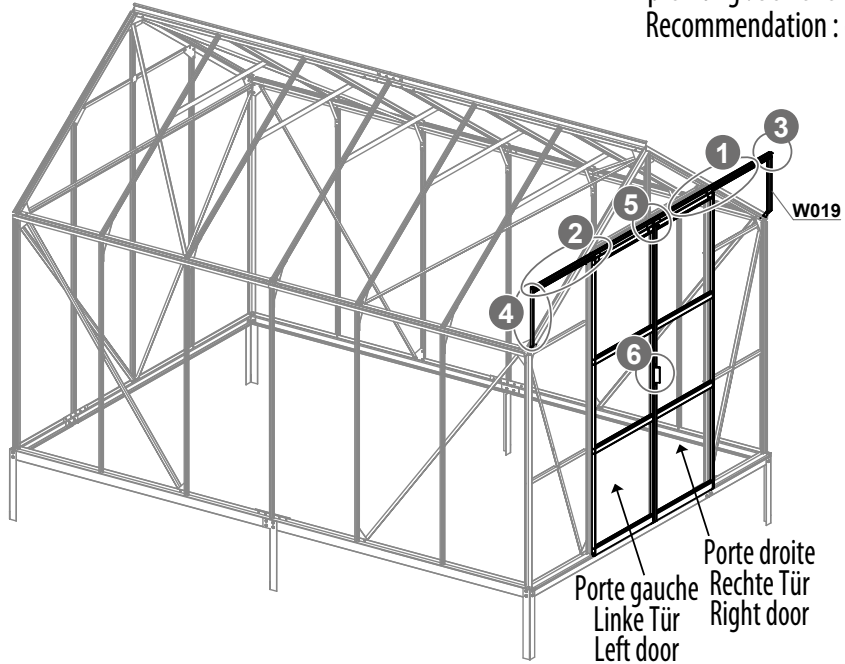 Recommendation :
3
1
W019
5
2
4
6
Porte droite
Rechte Tür
Right door
Porte gauche
Linke Tür
Left door